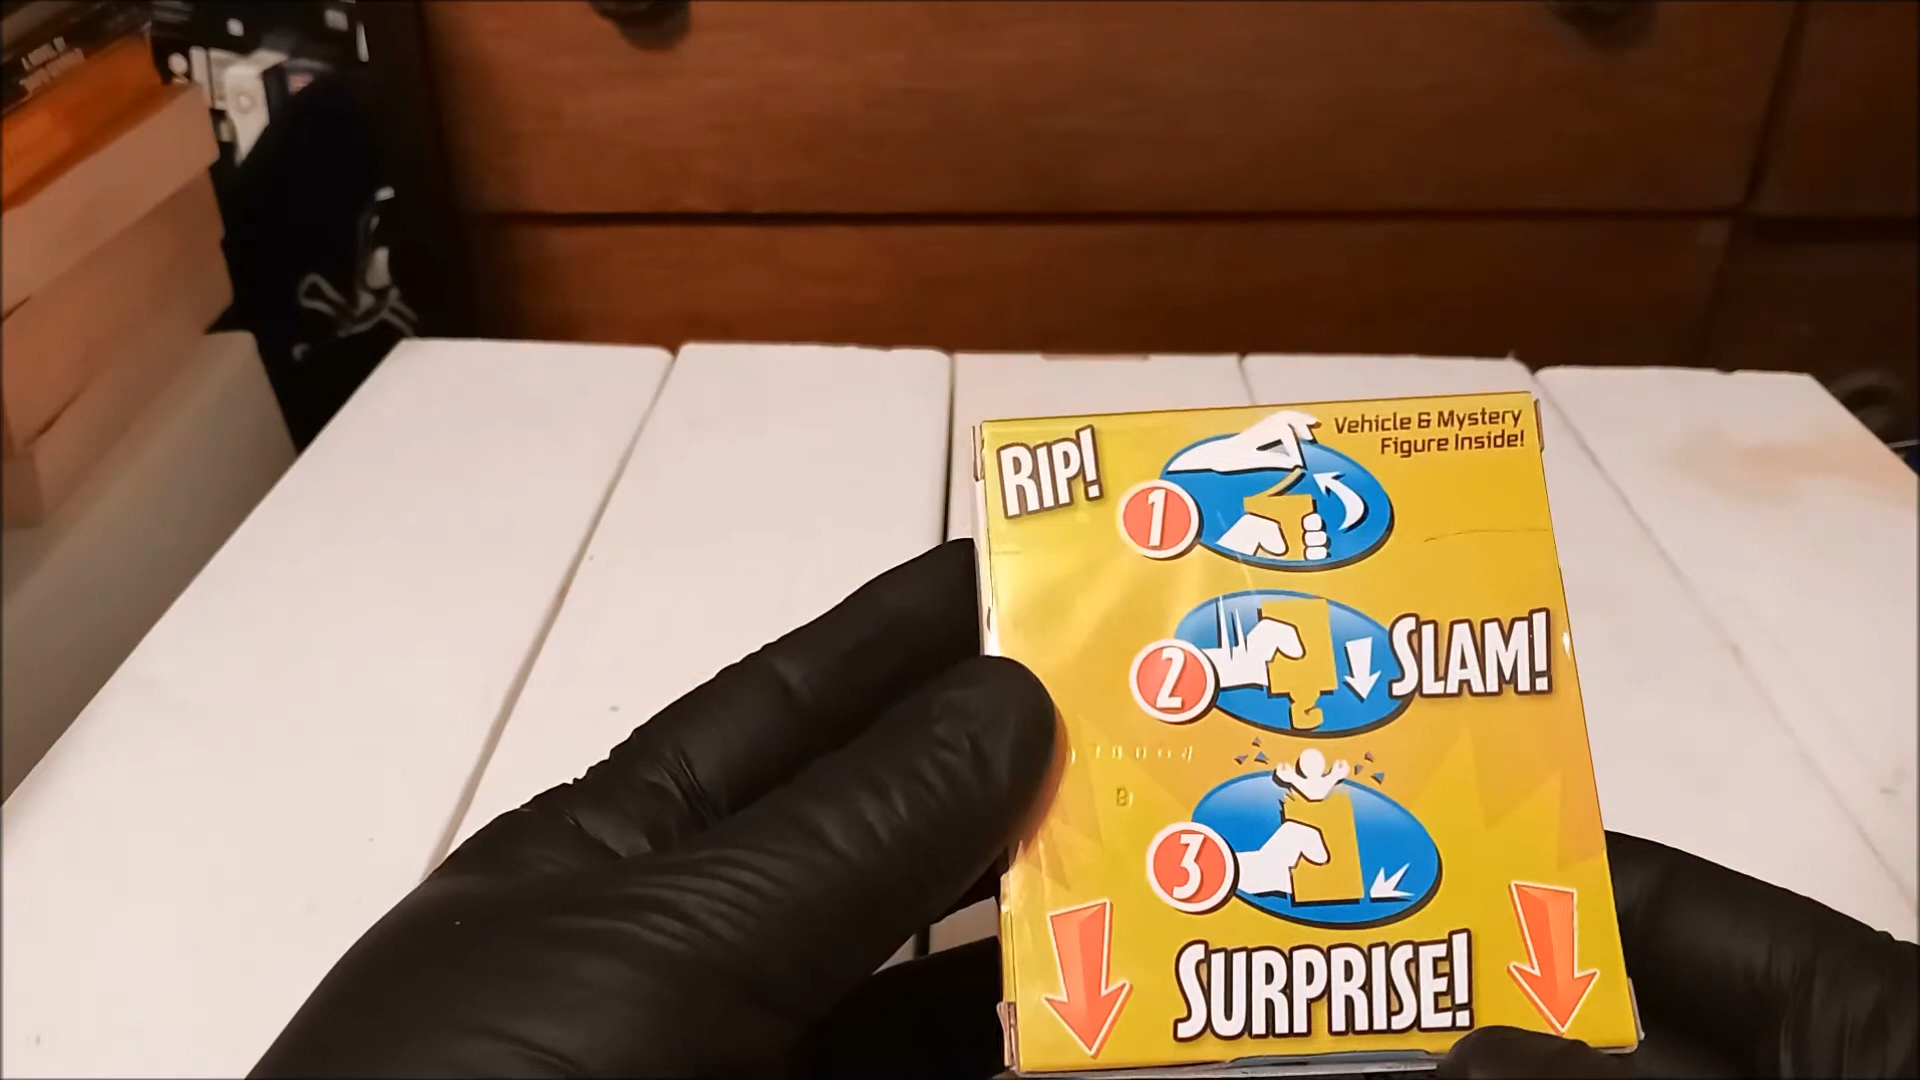 RIP!
Vehicle & Mystery
Figure Inside!
1
2
SLAM!
3
SURPRISE!